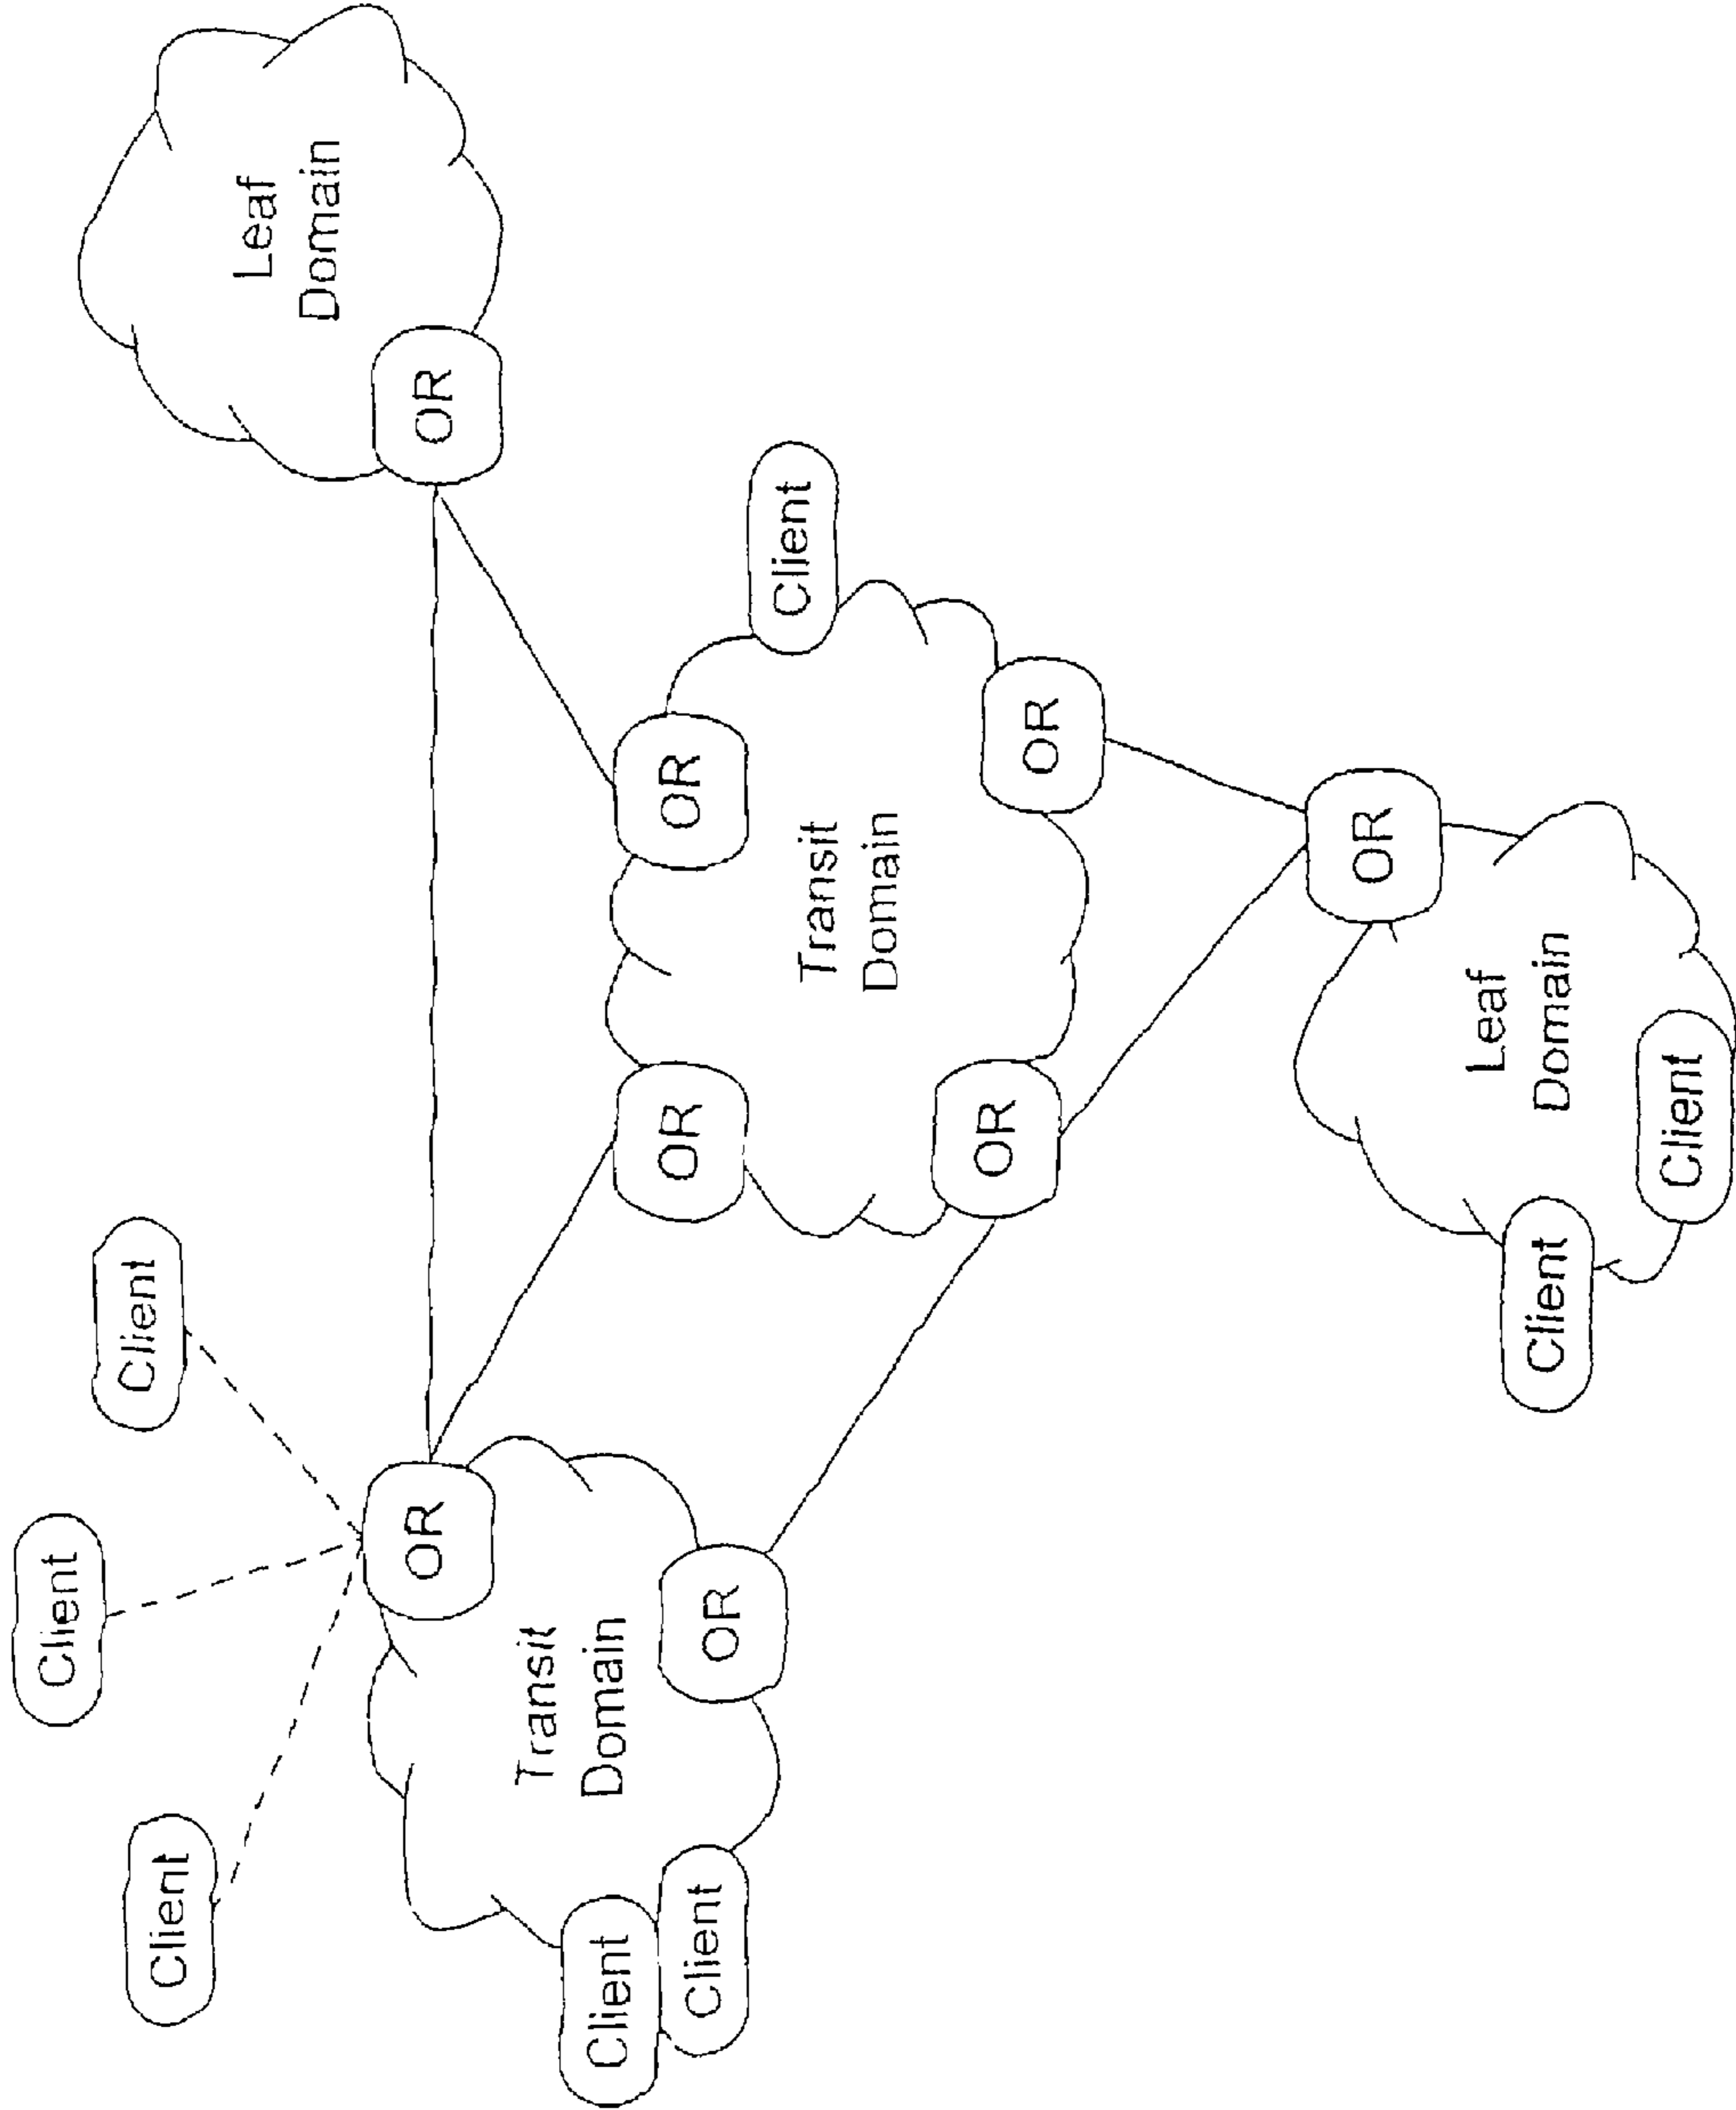 Client
Client
Client
OR
Transit
Domain
OR
Client
Client
OR
OR
Transit
Domain
OR
OR
Client
OR
Leaf
Domain
OR
Leaf
Domain
Client
Client